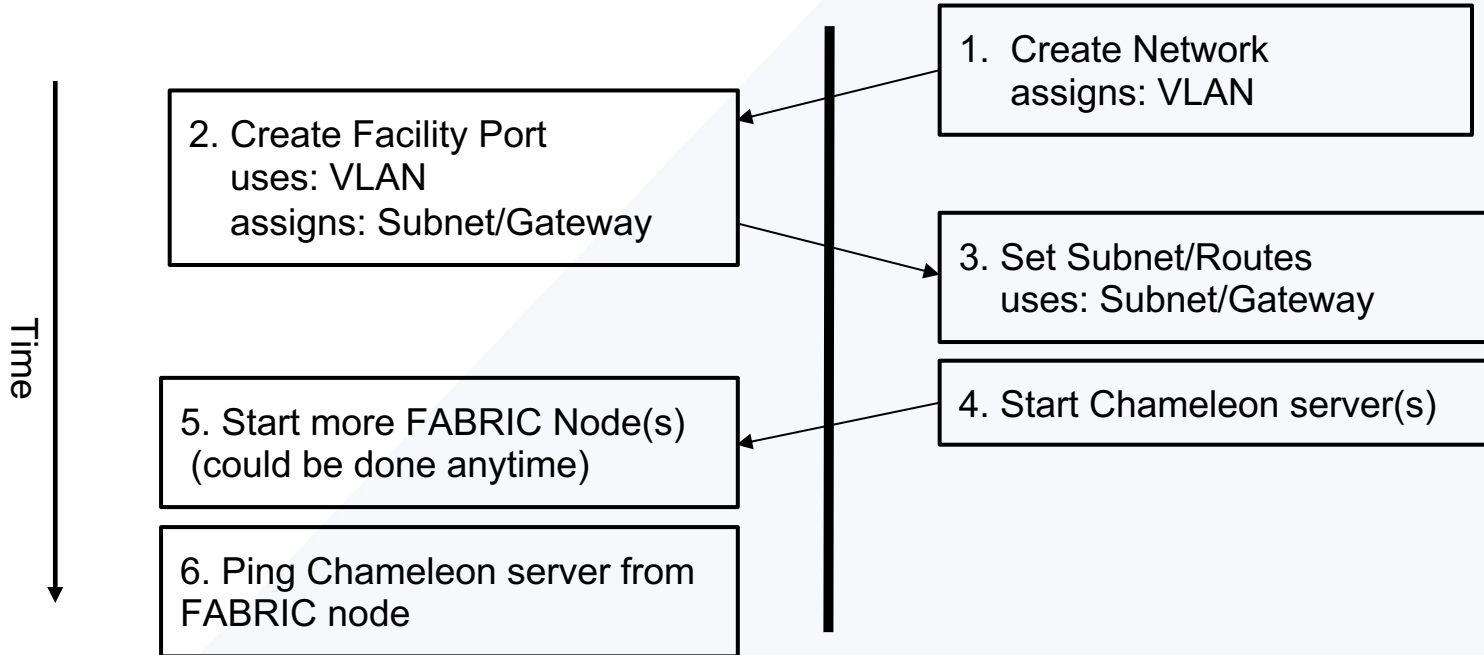 1. Create Network
assigns: VLAN
2. Create Facility Port
uses: VLAN
assigns: Subnet/Gateway
3. Set Subnet/Routes
uses: Subnet/Gateway
4. Start Chameleon server(s)
5. Start more FABRIC Node(s)
(could be done anytime)
6. Ping Chameleon server from
FABRIC node
Time